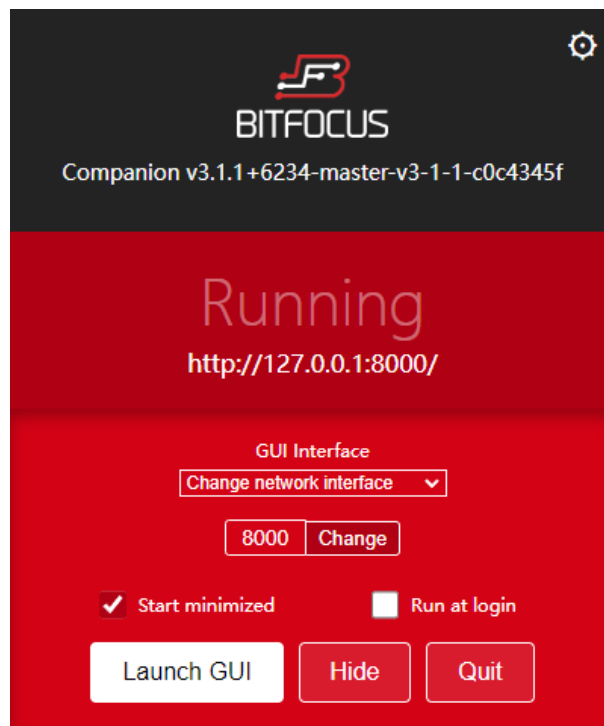 BITFOCUS
Companion v3.1.1+6234-master-v3-1-1-c0c4345f
Running
http://127.0.0.1:8000/
GUI Interface
Change network interface
8000 Change
Start minimized Run at login
Launch GUI Hide Quit